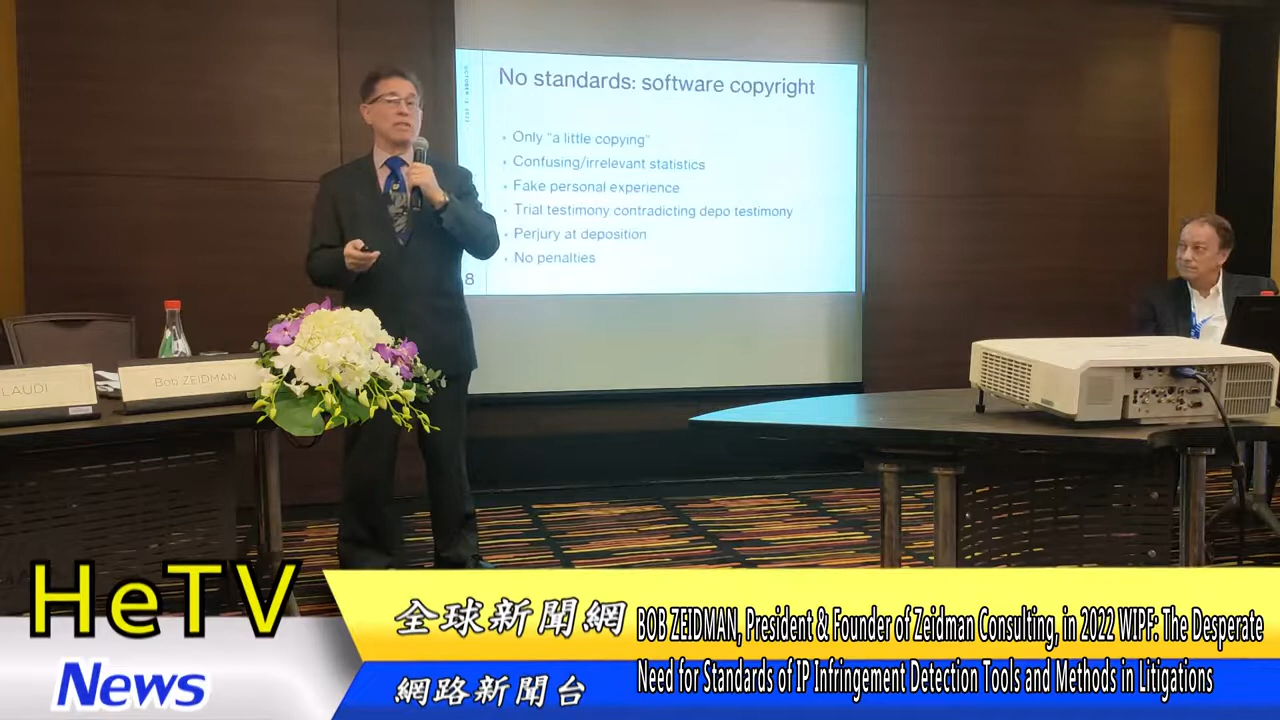 No standards: software copyright
Only "a little copying"
Confusing/irrelevant statistics
Fake personal experience
Trial testimony contradicting depo testimony
Perjury at deposition
No penalties
8
LAUDI
Bob ZEIDMAN
HeTV
News
全球新聞網
網路新聞台
BOB ZEIDMAN, President & Founder of Zeidman Consulting, in 2022 WIPF: The Desperate
Need for Standards of IP Infringement Detection Tools and Methods in Litigations